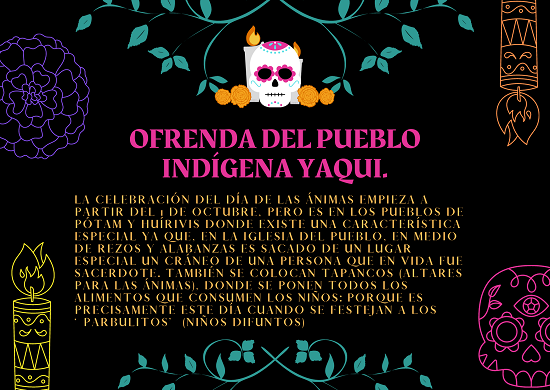 OFRENDA DEL PUEBLO
INDÍGENA YAQUI.
LA CELEBRACIÓN DEL DÍA DE LAS ÁNIMAS EMPIEZA A
PARTIR DEL 1 DE OCTUBRE, PERO ES EN LOS PUEBLOS DE
PÓTAM Y HUÍRIVIS DONDE EXISTE UNA CARACTERÍSTICA
ESPECIAL YA QUE, EN LA IGLESIA DEL PUEBLO, EN MEDIO
DE REZOS Y ALABANZAS ES SACADO DE UN LUGAR
ESPECIAL UN CRÁNEO DE UNA PERSONA QUE EN VIDA FUE
SACERDOTE. TAMBIÉN SE COLOCAN TAPANCOS (ALTARES
PARA LAS ÁNIMAS), DONDE SE PONEN TODOS LOS
ALIMENTOS QUE CONSUMEN LOS NIÑOS; PORQUE ES
PRECISAMENTE ESTE DÍA CUANDO SE FESTEJAN A LOS
" PARBULITOS" (NIÑOS DIFUNTOS)